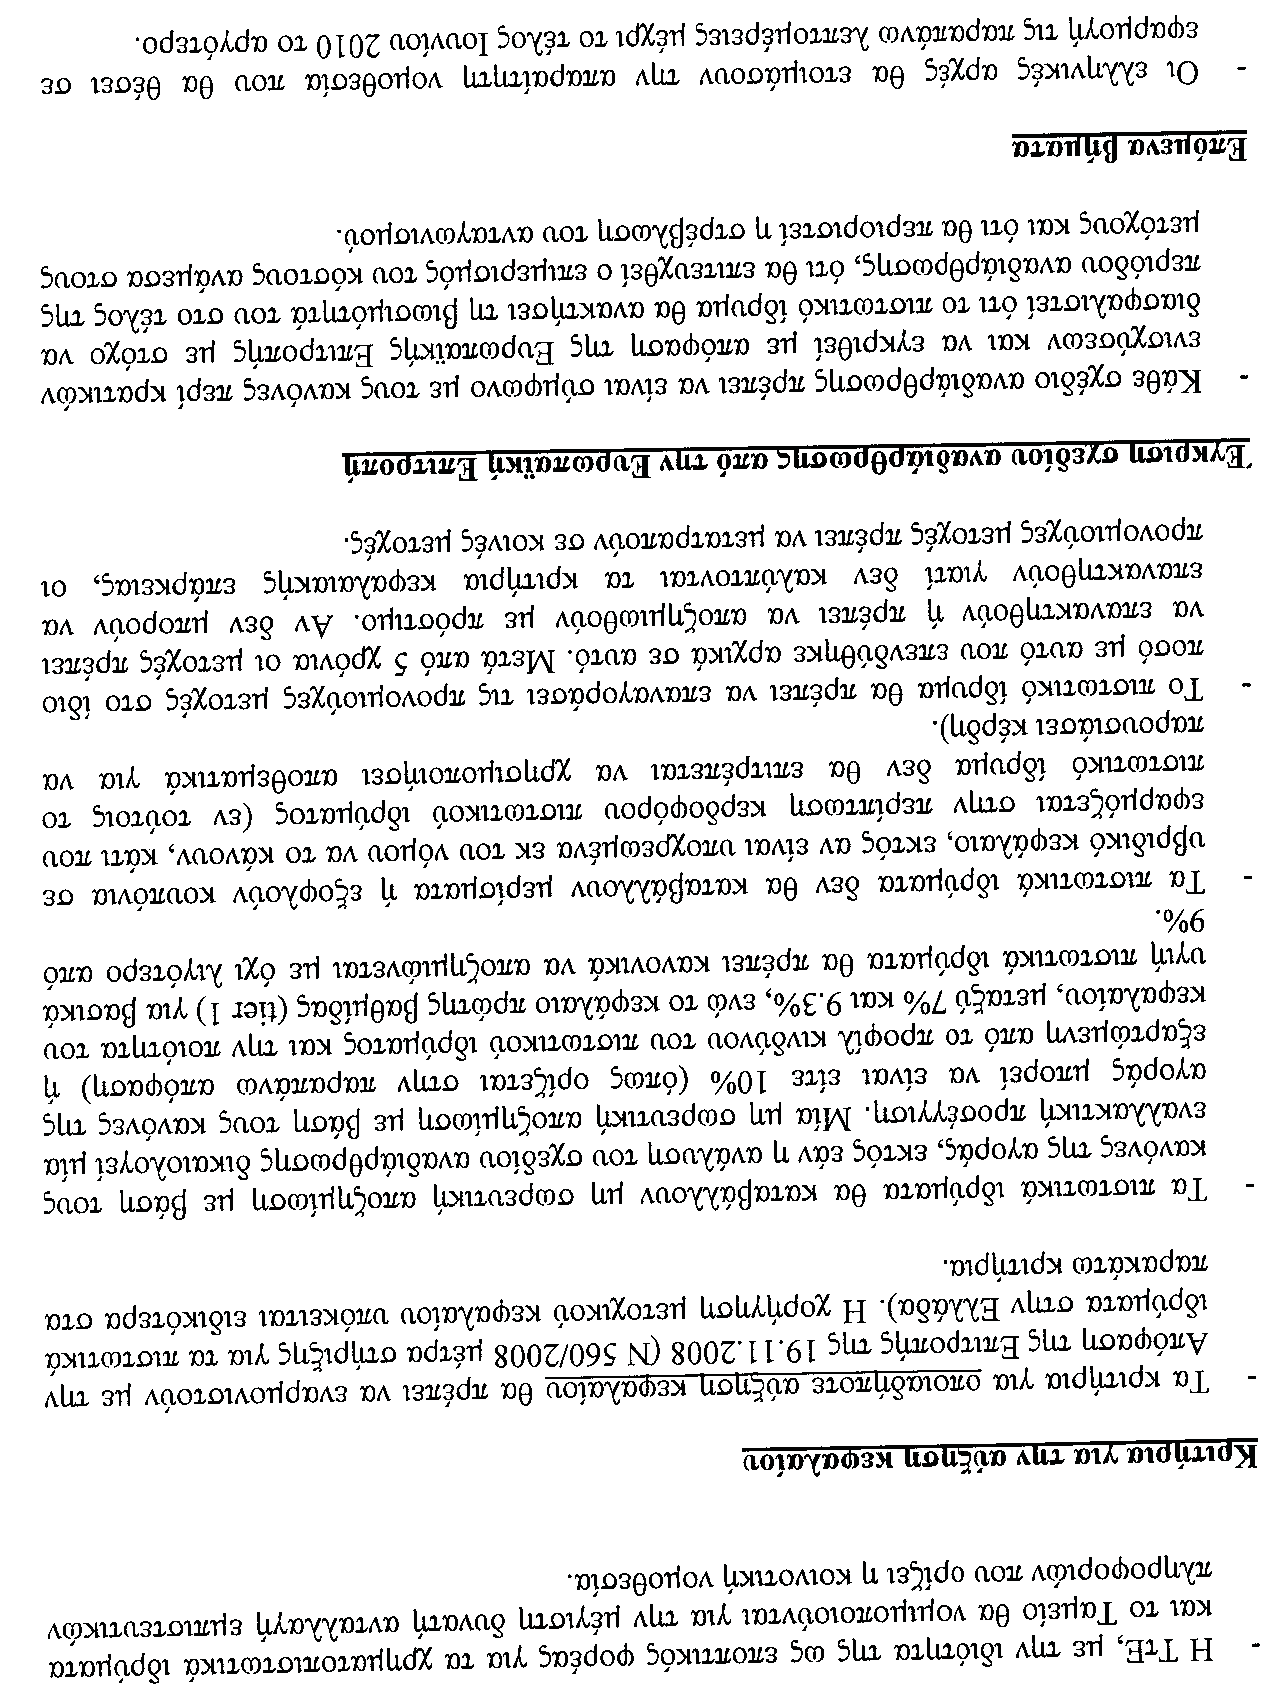 - Η ΤτΕ, με την ιδιότητα της ως εποπτικός φορέας για τα χρηματοπιστωτικά ιδρύματα
και το Ταμείο θα νομιμοποιούνται για την μέγιστη δυνατή ανταλλαγή εμπιστευτικών
πληροφοριών που ορίζει η κοινοτική νομοθεσία.
Κριτήρια για την αύξηση κεφαλαίου
- Τα κριτήρια για οποιαδήποτε αύξηση κεφαλαίου θα πρέπει να εναρμονιστούν με την
Απόφαση της Επιτροπής της 19.11.2008 (Ν 560/2008 μέτρα στήριξης για τα πιστωτικά
ιδρύματα στην Ελλάδα). Η χορήγηση μετοχικού κεφαλαίου υπόκειται ειδικότερα στα
παρακάτω κριτήρια.
- Τα πιστωτικά ιδρύματα θα καταβάλλουν μη σωρευτική αποζημίωση με βάση τους
κανόνες της αγοράς, εκτός εάν η ανάλυση του σχεδίου αναδιάρθρωσης δικαιολογεί μία
εναλλακτική προσέγγιση. Μία μη σωρευτική αποζημίωση με βάση τους κανόνες της
αγοράς μπορεί να είναι είτε 10% (όπως ορίζεται στην παραπάνω απόφαση) ή
εξαρτώμενη από το προφίλ κινδύνου του πιστωτικού ιδρύματος και την ποιότητα του
κεφαλαίου, μεταξύ 7% και 9.3%, ενώ το κεφάλαιο πρώτης βαθμίδας (tier 1) για βασικά
υγιή πιστωτικά ιδρύματα θα πρέπει κανονικά να αποζημιώνεται με όχι λιγότερο από
9%.
- Τα πιστωτικά ιδρύματα δεν θα καταβάλλουν μερίσματα ή εξοφλούν κουπόνια σε
υβριδικό κεφάλαιο, εκτός αν είναι υποχρεωμένα εκ του νόμου να το κάνουν, κάτι που
εφαρμόζεται στην περίπτωση κερδοφόρου πιστωτικού ιδρύματος (εν τούτοις το
πιστωτικό ίδρυμα δεν θα επιτρέπεται να χρησιμοποιήσει αποθεματικά για να
παρουσιάσει κέρδη).
- Το πιστωτικό ίδρυμα θα πρέπει να επαναγοράσει τις προνομιούχες μετοχές στο ίδιο
ποσό με αυτό που επενδύθηκε αρχικά σε αυτό. Μετά από 5 χρόνια οι μετοχές πρέπει
να επανακτηθούν ή πρέπει να αποζημιωθούν με πρόστιμο. Αν δεν μπορούν να
επανακτηθούν γιατί δεν καλύπτονται τα κριτήρια κεφαλαιακής επάρκειας, οι
προνομιούχες μετοχές πρέπει να μετατραπούν σε κοινές μετοχές.
Έγκριση σχεδίου αναδιάρθρωσης από την Ευρωπαϊκή Επιτροπή
- Κάθε σχέδιο αναδιάρθρωσης πρέπει να είναι σύμφωνο με τους κανόνες περί κρατικών
ενισχύσεων και να εγκριθεί με απόφαση της Ευρωπαϊκής Επιτροπής με στόχο να
διασφαλιστεί ότι το πιστωτικό ίδρυμα θα ανακτήσει τη βιωσιμότητά του στο τέλος της
περιόδου αναδιάρθρωσης, ότι θα επιτευχθεί ο επιμερισμός του κόστους ανάμεσα στους
μετόχους και ότι θα περιοριστεί η στρέβλωση του ανταγωνισμού.
Επόμενα βήματα
- Οι ελληνικές αρχές θα ετοιμάσουν την απαραίτητη νομοθεσία που θα θέσει σε
εφαρμογή τις παραπάνω λεπτομέρειες μέχρι το τέλος Ιουνίου 2010 το αργότερο.